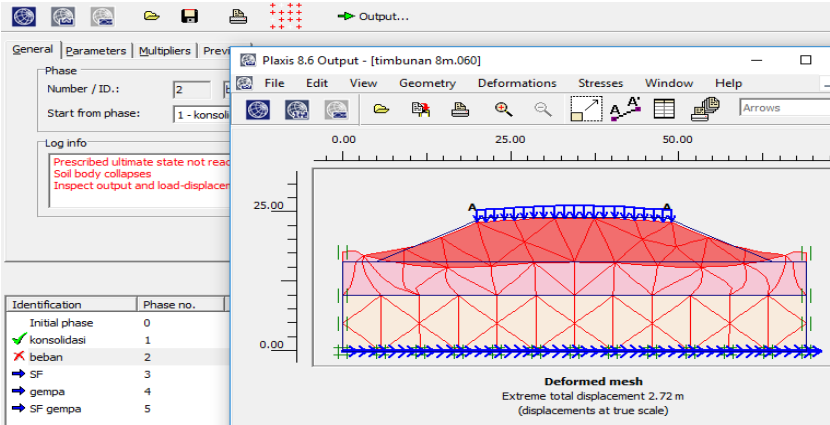 Output...
General Parameters Multipliers Previ
Phase
Number / ID.: 2
Start from phase: 1 - konsoli
Log info
Prescribed ultimate state not reac
Soil body collapses
Inspect output and load-displacer
Identification Phase no.
Initial phase 0
konsolidasi 1
beban 2
SF 3
gempa 4
SF gempa 5
Plaxis 8.6 Output - [timbunan 8m.060]
File Edit View Geometry Deformations Stresses Window Help
A A' Arrows
0.00 25.00 50.00
25.00
A A
0.00
Deformed mesh
Extreme total displacement 2.72 m
(displacements at true scale)